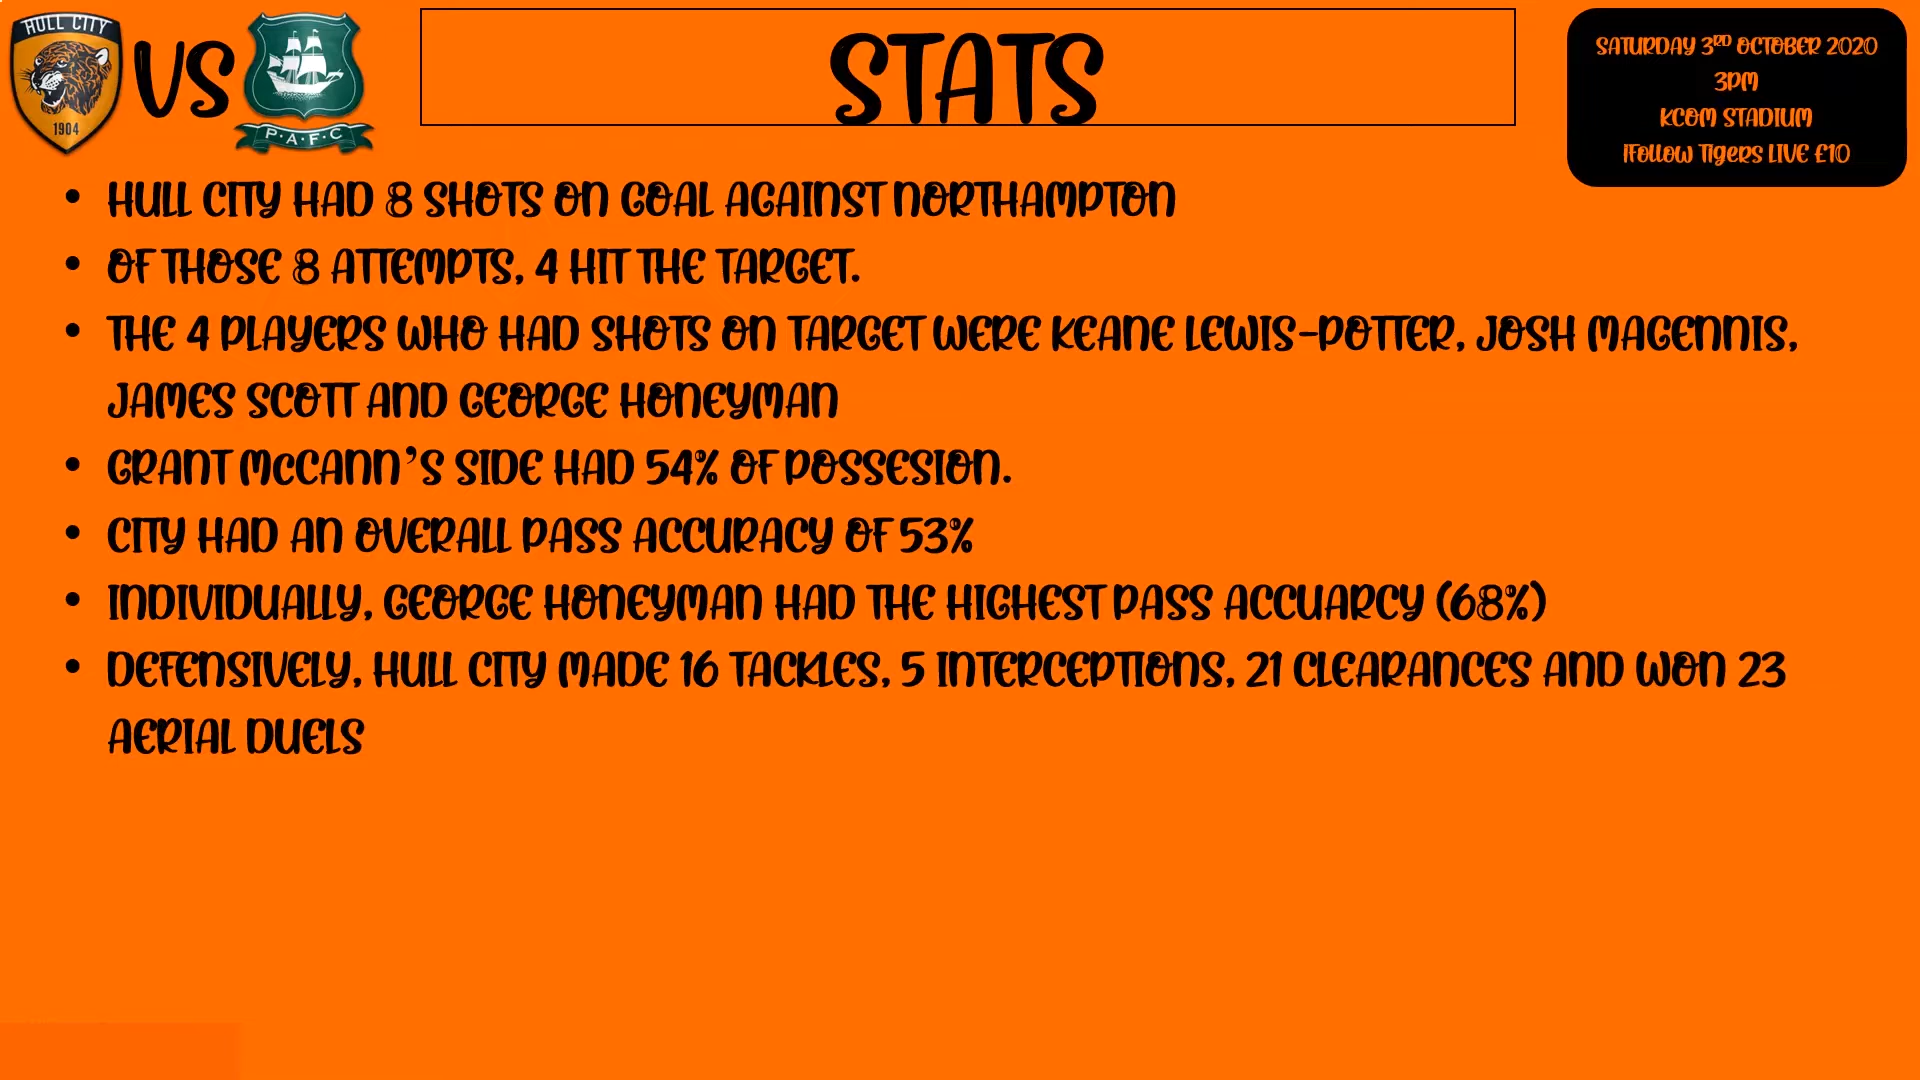 HULL CITY
1904
VS
P·A·F·C
STATS
SATURDAY 3RD OCTOBER 2020
3PM
KCOM STADIUM
iFollow Tigers LIVE £10
• HULL CITY HAD 8 SHOTS ON GOAL AGAINST NORTHAMPTON
• OF THOSE 8 ATTEMPTS, 4 HIT THE TARGET.
• THE 4 PLAYERS WHO HAD SHOTS ON TARGET WERE KEANE LEWIS-POTTER, JOSH MAGENNIS,
JAMES SCOTT AND GEORGE HONEYMAN
• GRANT McCANN’S SIDE HAD 54% OF POSSESION.
• CITY HAD AN OVERALL PASS ACCURACY OF 53%
• INDIVIDUALLY, GEORGE HONEYMAN HAD THE HIGHEST PASS ACCUARCY (68%)
• DEFENSIVELY, HULL CITY MADE 16 TACKLES, 5 INTERCEPTIONS, 21 CLEARANCES AND WON 23
AERIAL DUELS